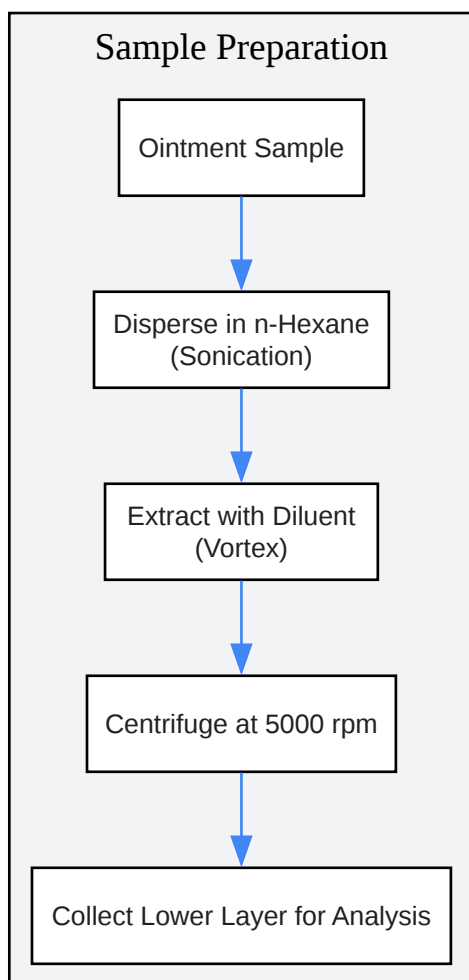 Sample Preparation
Ointment Sample
Disperse in n-Hexane
(Sonication)
Extract with Diluent
(Vortex)
Centrifuge at 5000 rpm
Collect Lower Layer for Analysis